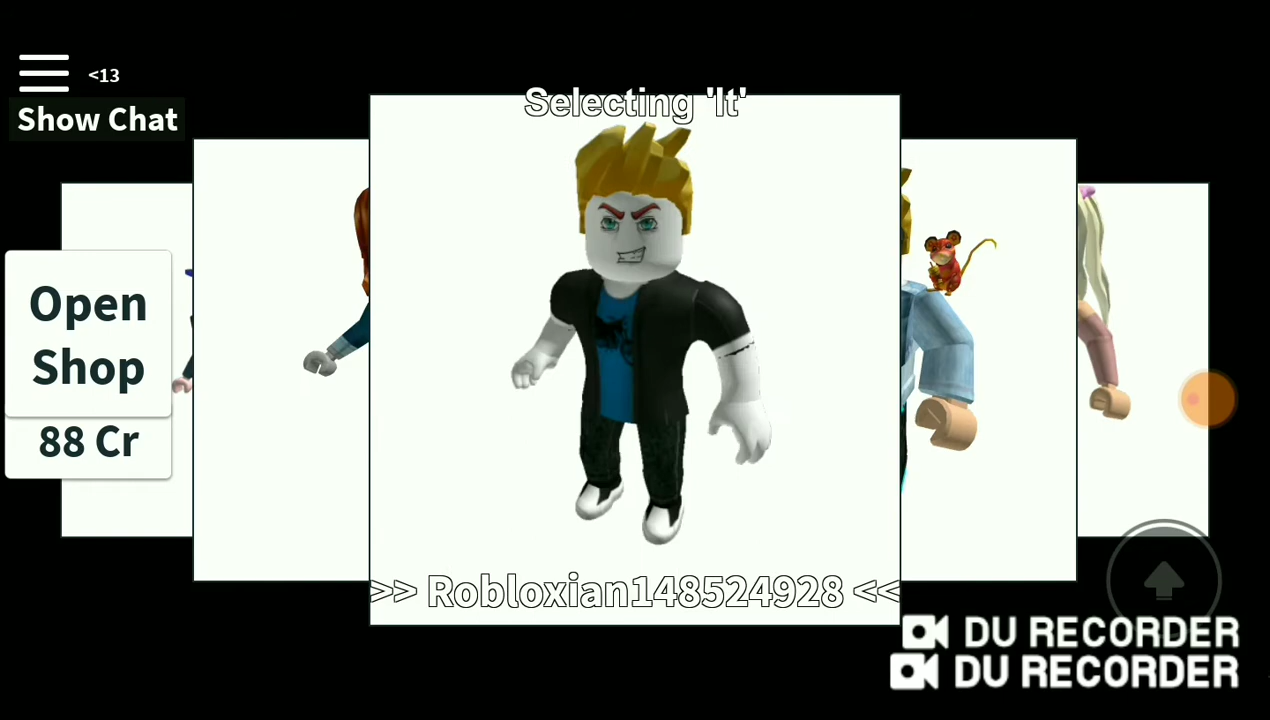 <13
Show Chat
Selecting 'It'
Open
Shop
88 Cr
>> Robloxian148524928 <<
DU RECORDER
DU RECORDER